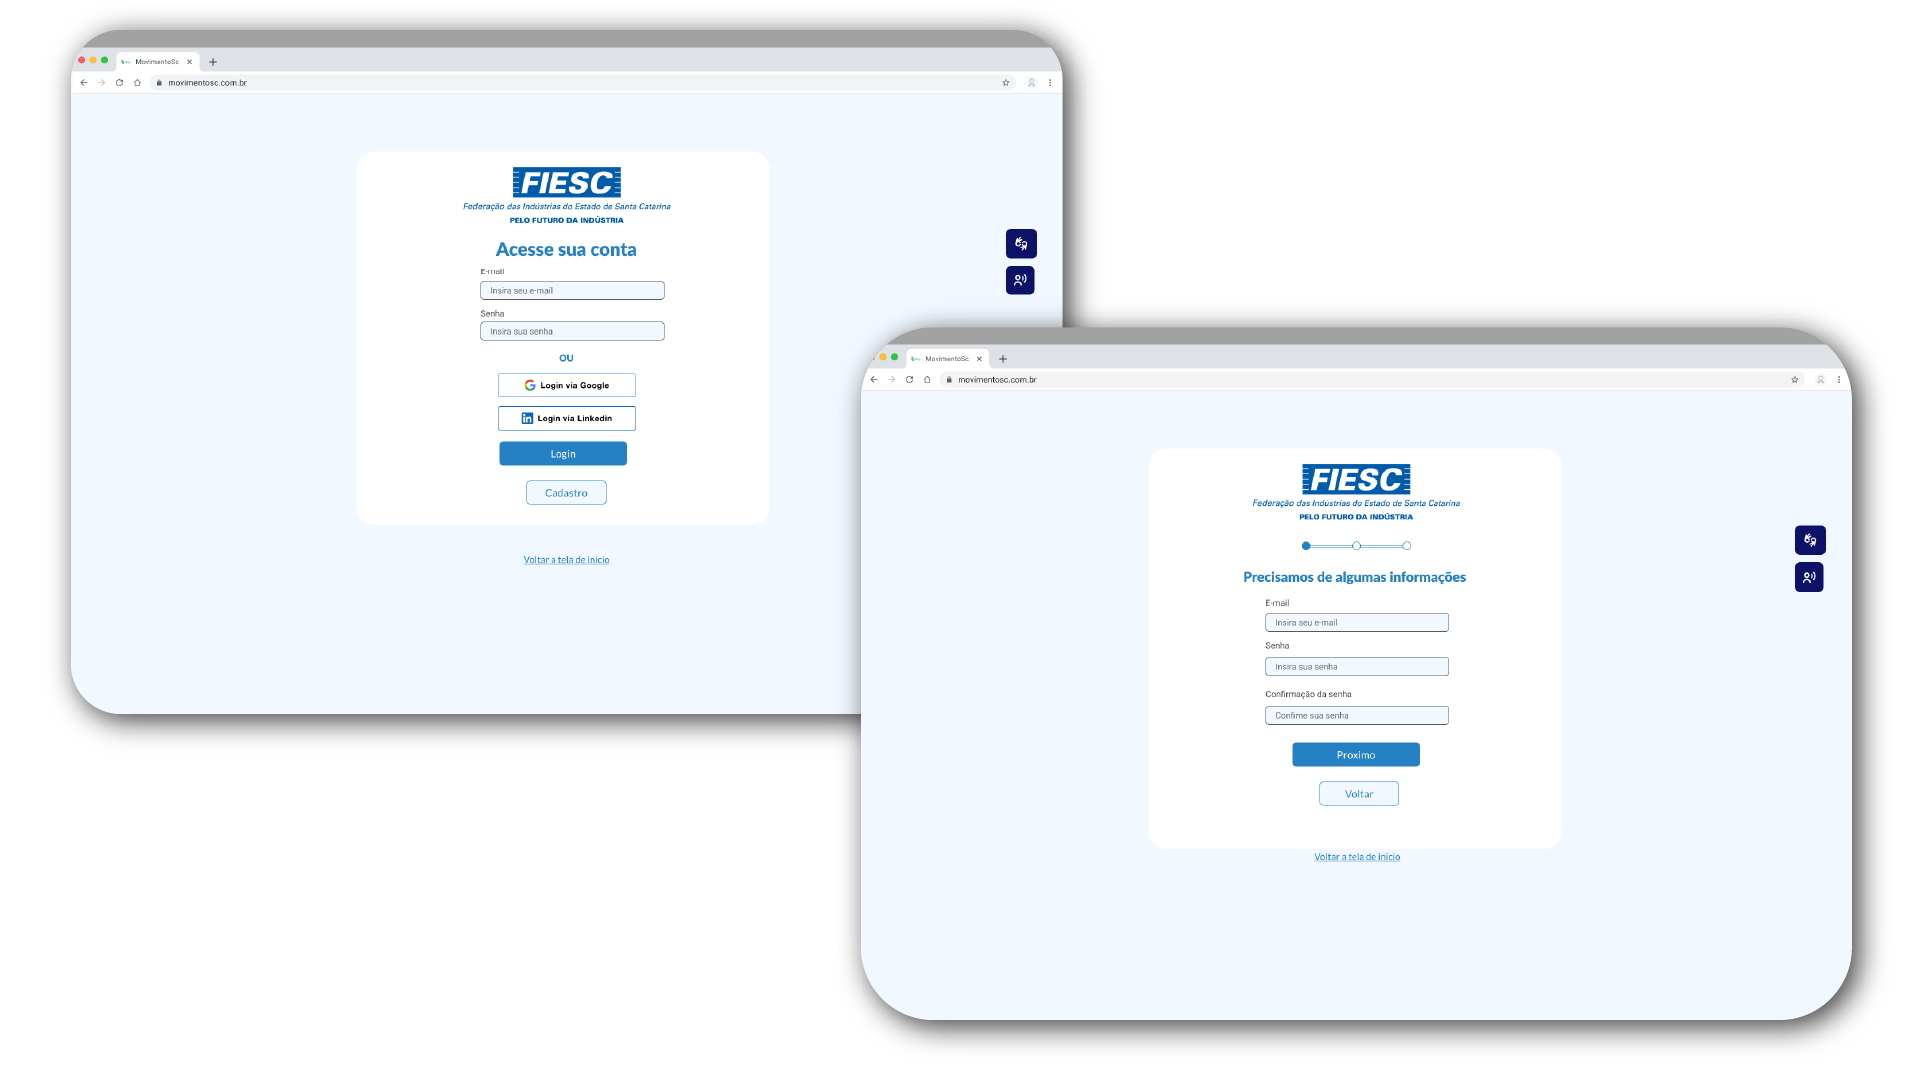 MovimentoSc
movimentosc.com.br
FIESC
Federação das Indústrias do Estado de Santa Catarina
PELO FUTURO DA INDÚSTRIA
Acesse sua conta
E-mail
Insira seu e-mail
Senha
Insira sua senha
OU
Login via Google
in Login via Linkedin
Login
Cadastro
Voltar a tela de inicio
MovimentoSc
movimentosc.com.br
FIESC
Federação das Indústrias do Estado de Santa Catarina
PELO FUTURO DA INDÚSTRIA
Precisamos de algumas informações
E-mail
Insira seu e-mail
Senha
Insira sua senha
Confirmação da senha
Confime sua senha
Proximo
Voltar
Voltar a tela de inicio